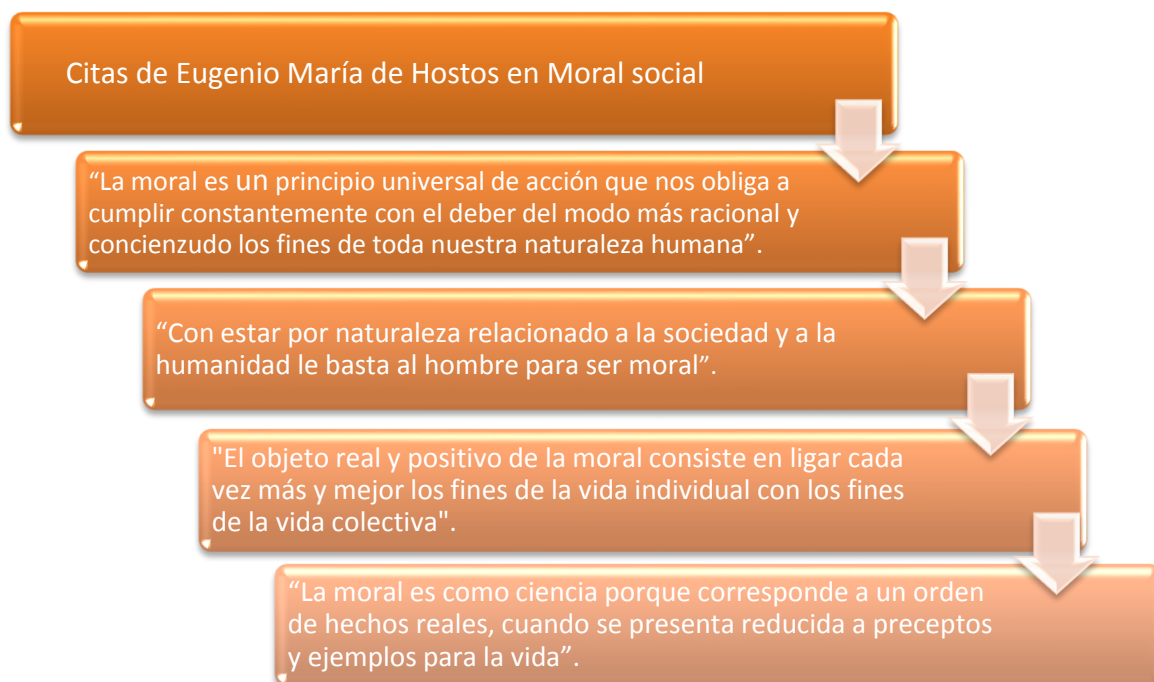 Citas de Eugenio María de Hostos en Moral social
“La moral es un principio universal de acción que nos obliga a
cumplir constantemente con el deber del modo más racional y
concienzudo los fines de toda nuestra naturaleza humana”.
“Con estar por naturaleza relacionado a la sociedad y a la
humanidad le basta al hombre para ser moral”.
"El objeto real y positivo de la moral consiste en ligar cada
vez más y mejor los fines de la vida individual con los fines
de la vida colectiva".
“La moral es como ciencia porque corresponde a un orden
de hechos reales, cuando se presenta reducida a preceptos
y ejemplos para la vida”.